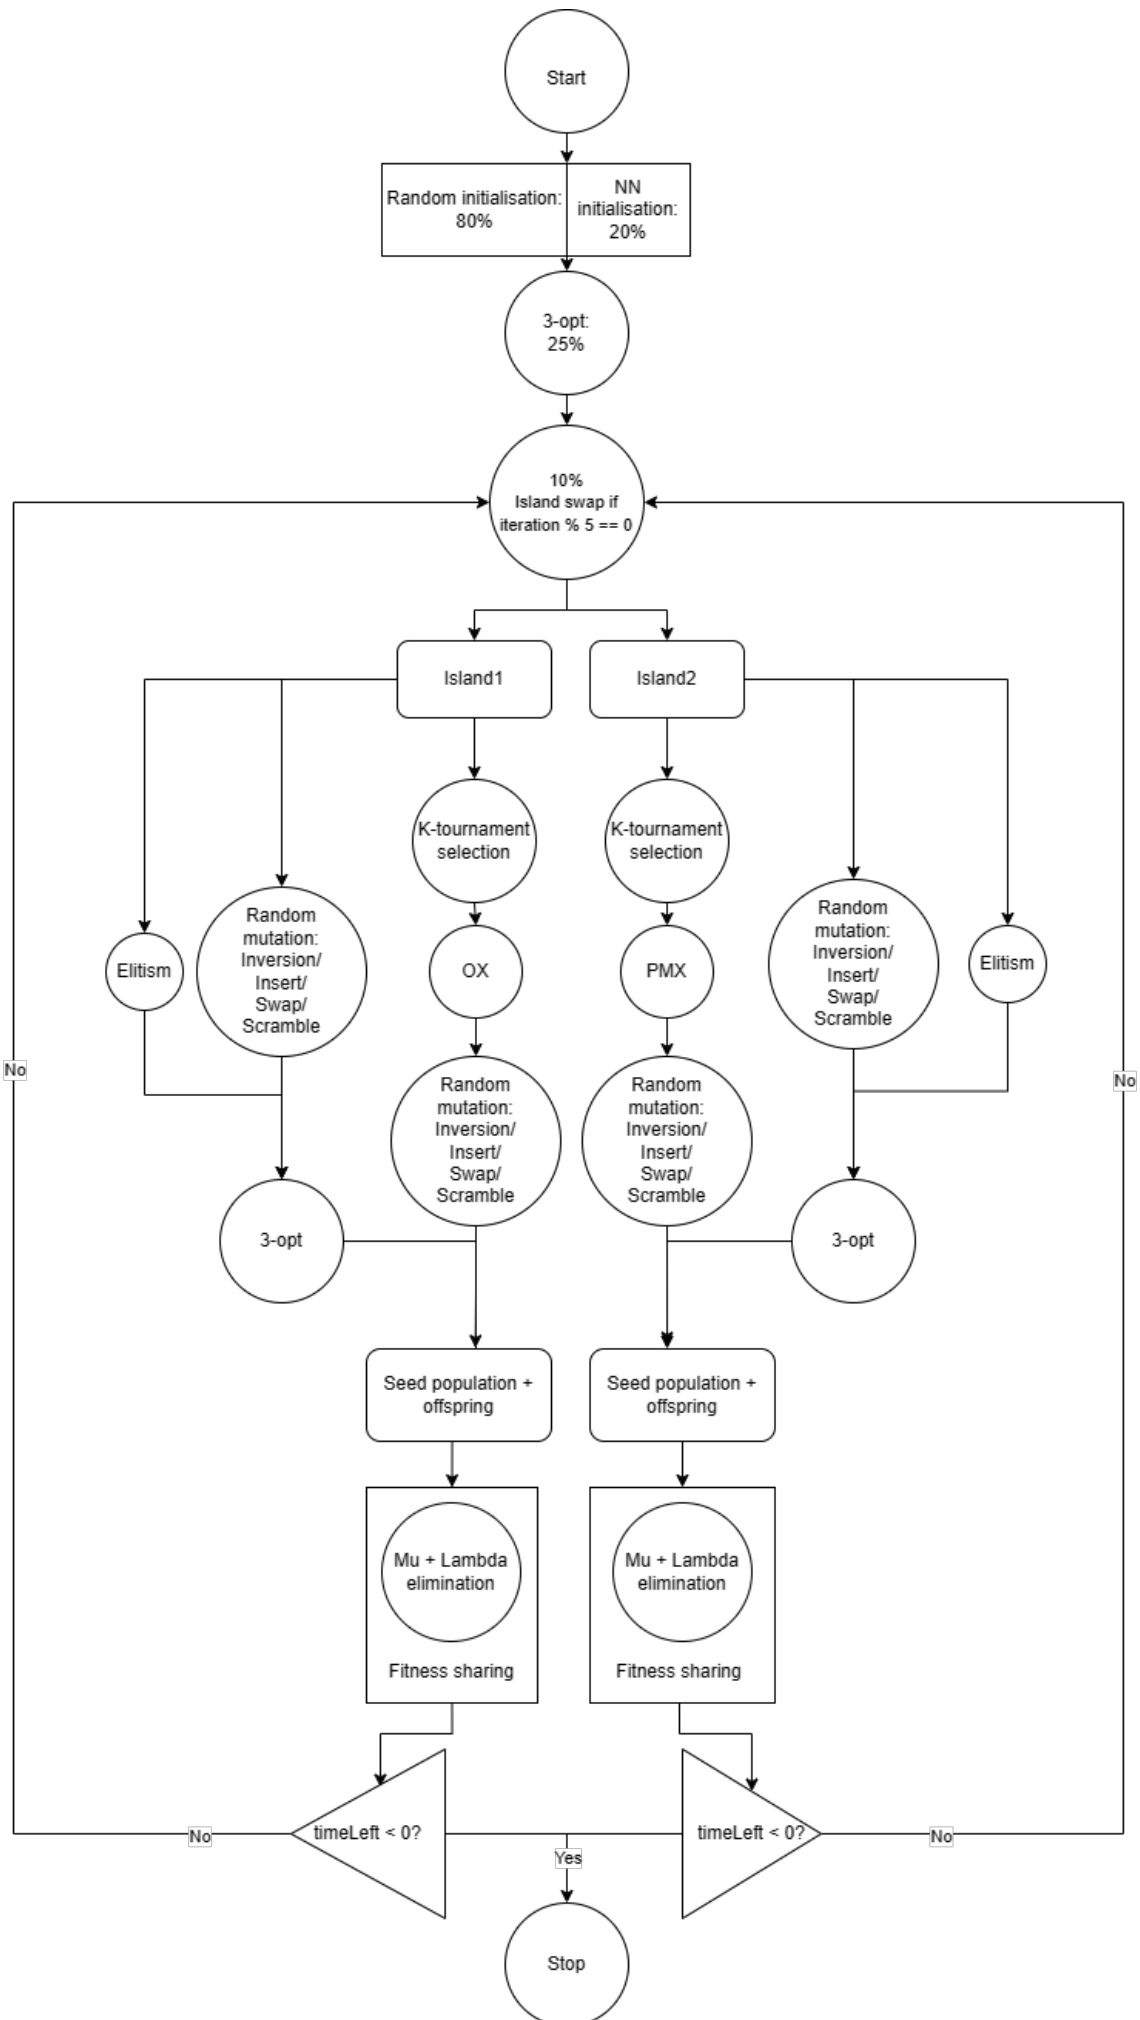 Start
Random initialisation:
80%
NN
initialisation:
20%
3-opt:
25%
10%
Island swap if
iteration % 5 == 0
Island1
Island2
K-tournament
selection
K-tournament
selection
Elitism
Random
mutation:
Inversion/
Insert/
Swap/
Scramble
OX
PMX
Random
mutation:
Inversion/
Insert/
Swap/
Scramble
Elitism
No
Random
mutation:
Inversion/
Insert/
Swap/
Scramble
Random
mutation:
Inversion/
Insert/
Swap/
Scramble
No
3-opt
3-opt
Seed population +
offspring
Seed population +
offspring
Mu + Lambda
elimination
Fitness sharing
Mu + Lambda
elimination
Fitness sharing
No
timeLeft < 0?
timeLeft < 0?
No
Yes
Stop